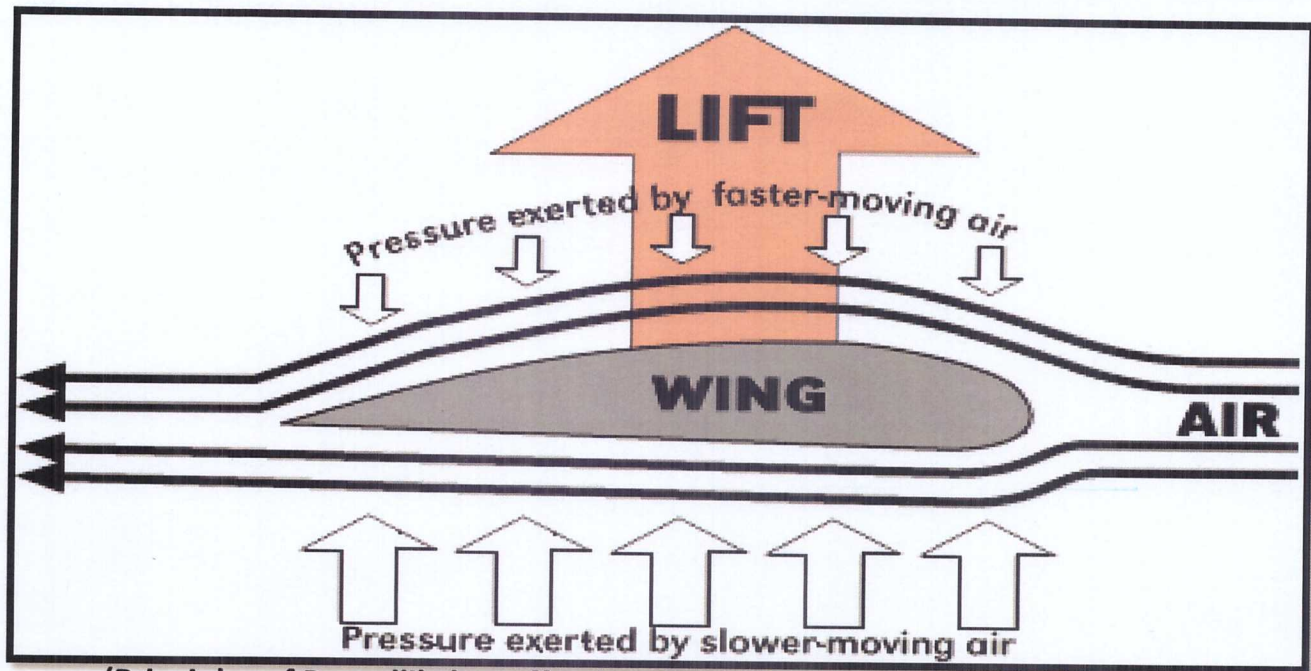 LIFT
Pressure exerted by faster-moving air
WING
AIR
Pressure exerted by slower-moving air